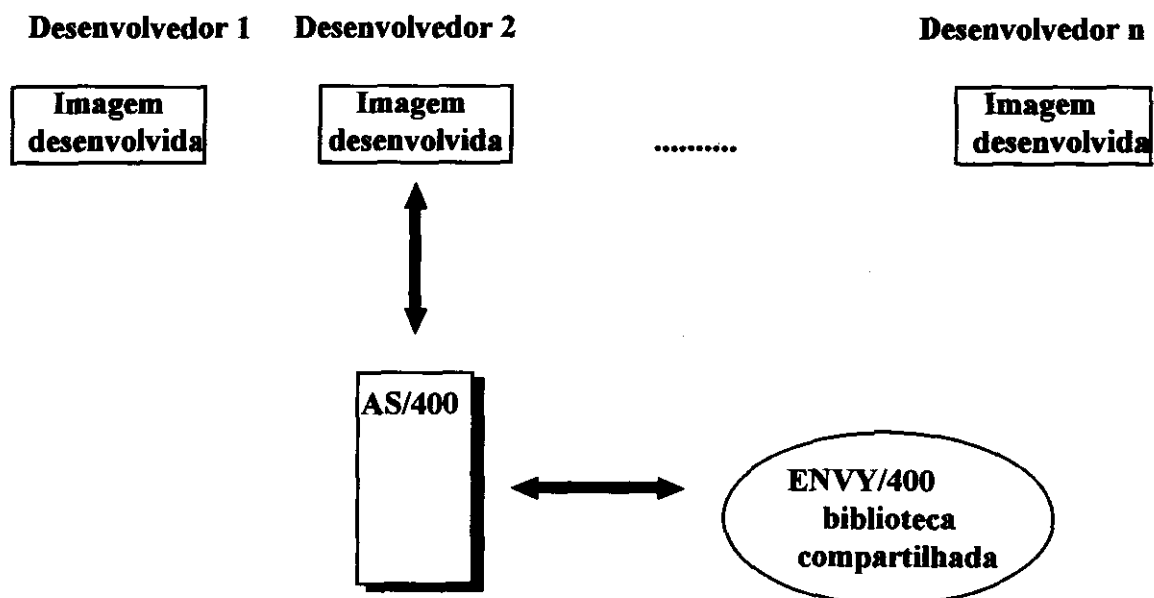 Desenvolvedor 1 Desenvolvedor 2 Desenvolvedor n
Imagem
desenvolvida
Imagem
desenvolvida
..........
Imagem
desenvolvida
AS/400
ENVY/400
biblioteca
compartilhada